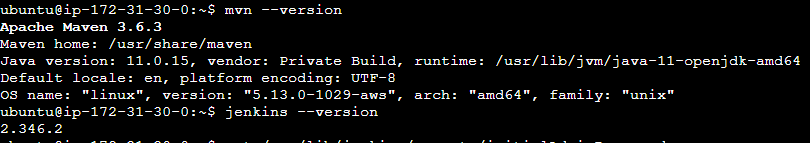 ubuntu@ip-172-31-30-0:~$ mvn --version
Apache Maven 3.6.3
Maven home: /usr/share/maven
Java version: 11.0.15, vendor: Private Build, runtime: /usr/lib/jvm/java-11-openjdk-amd64
Default locale: en, platform encoding: UTF-8
OS name: "linux", version: "5.13.0-1029-aws", arch: "amd64", family: "unix"
ubuntu@ip-172-31-30-0:~$ jenkins --version
2.346.2